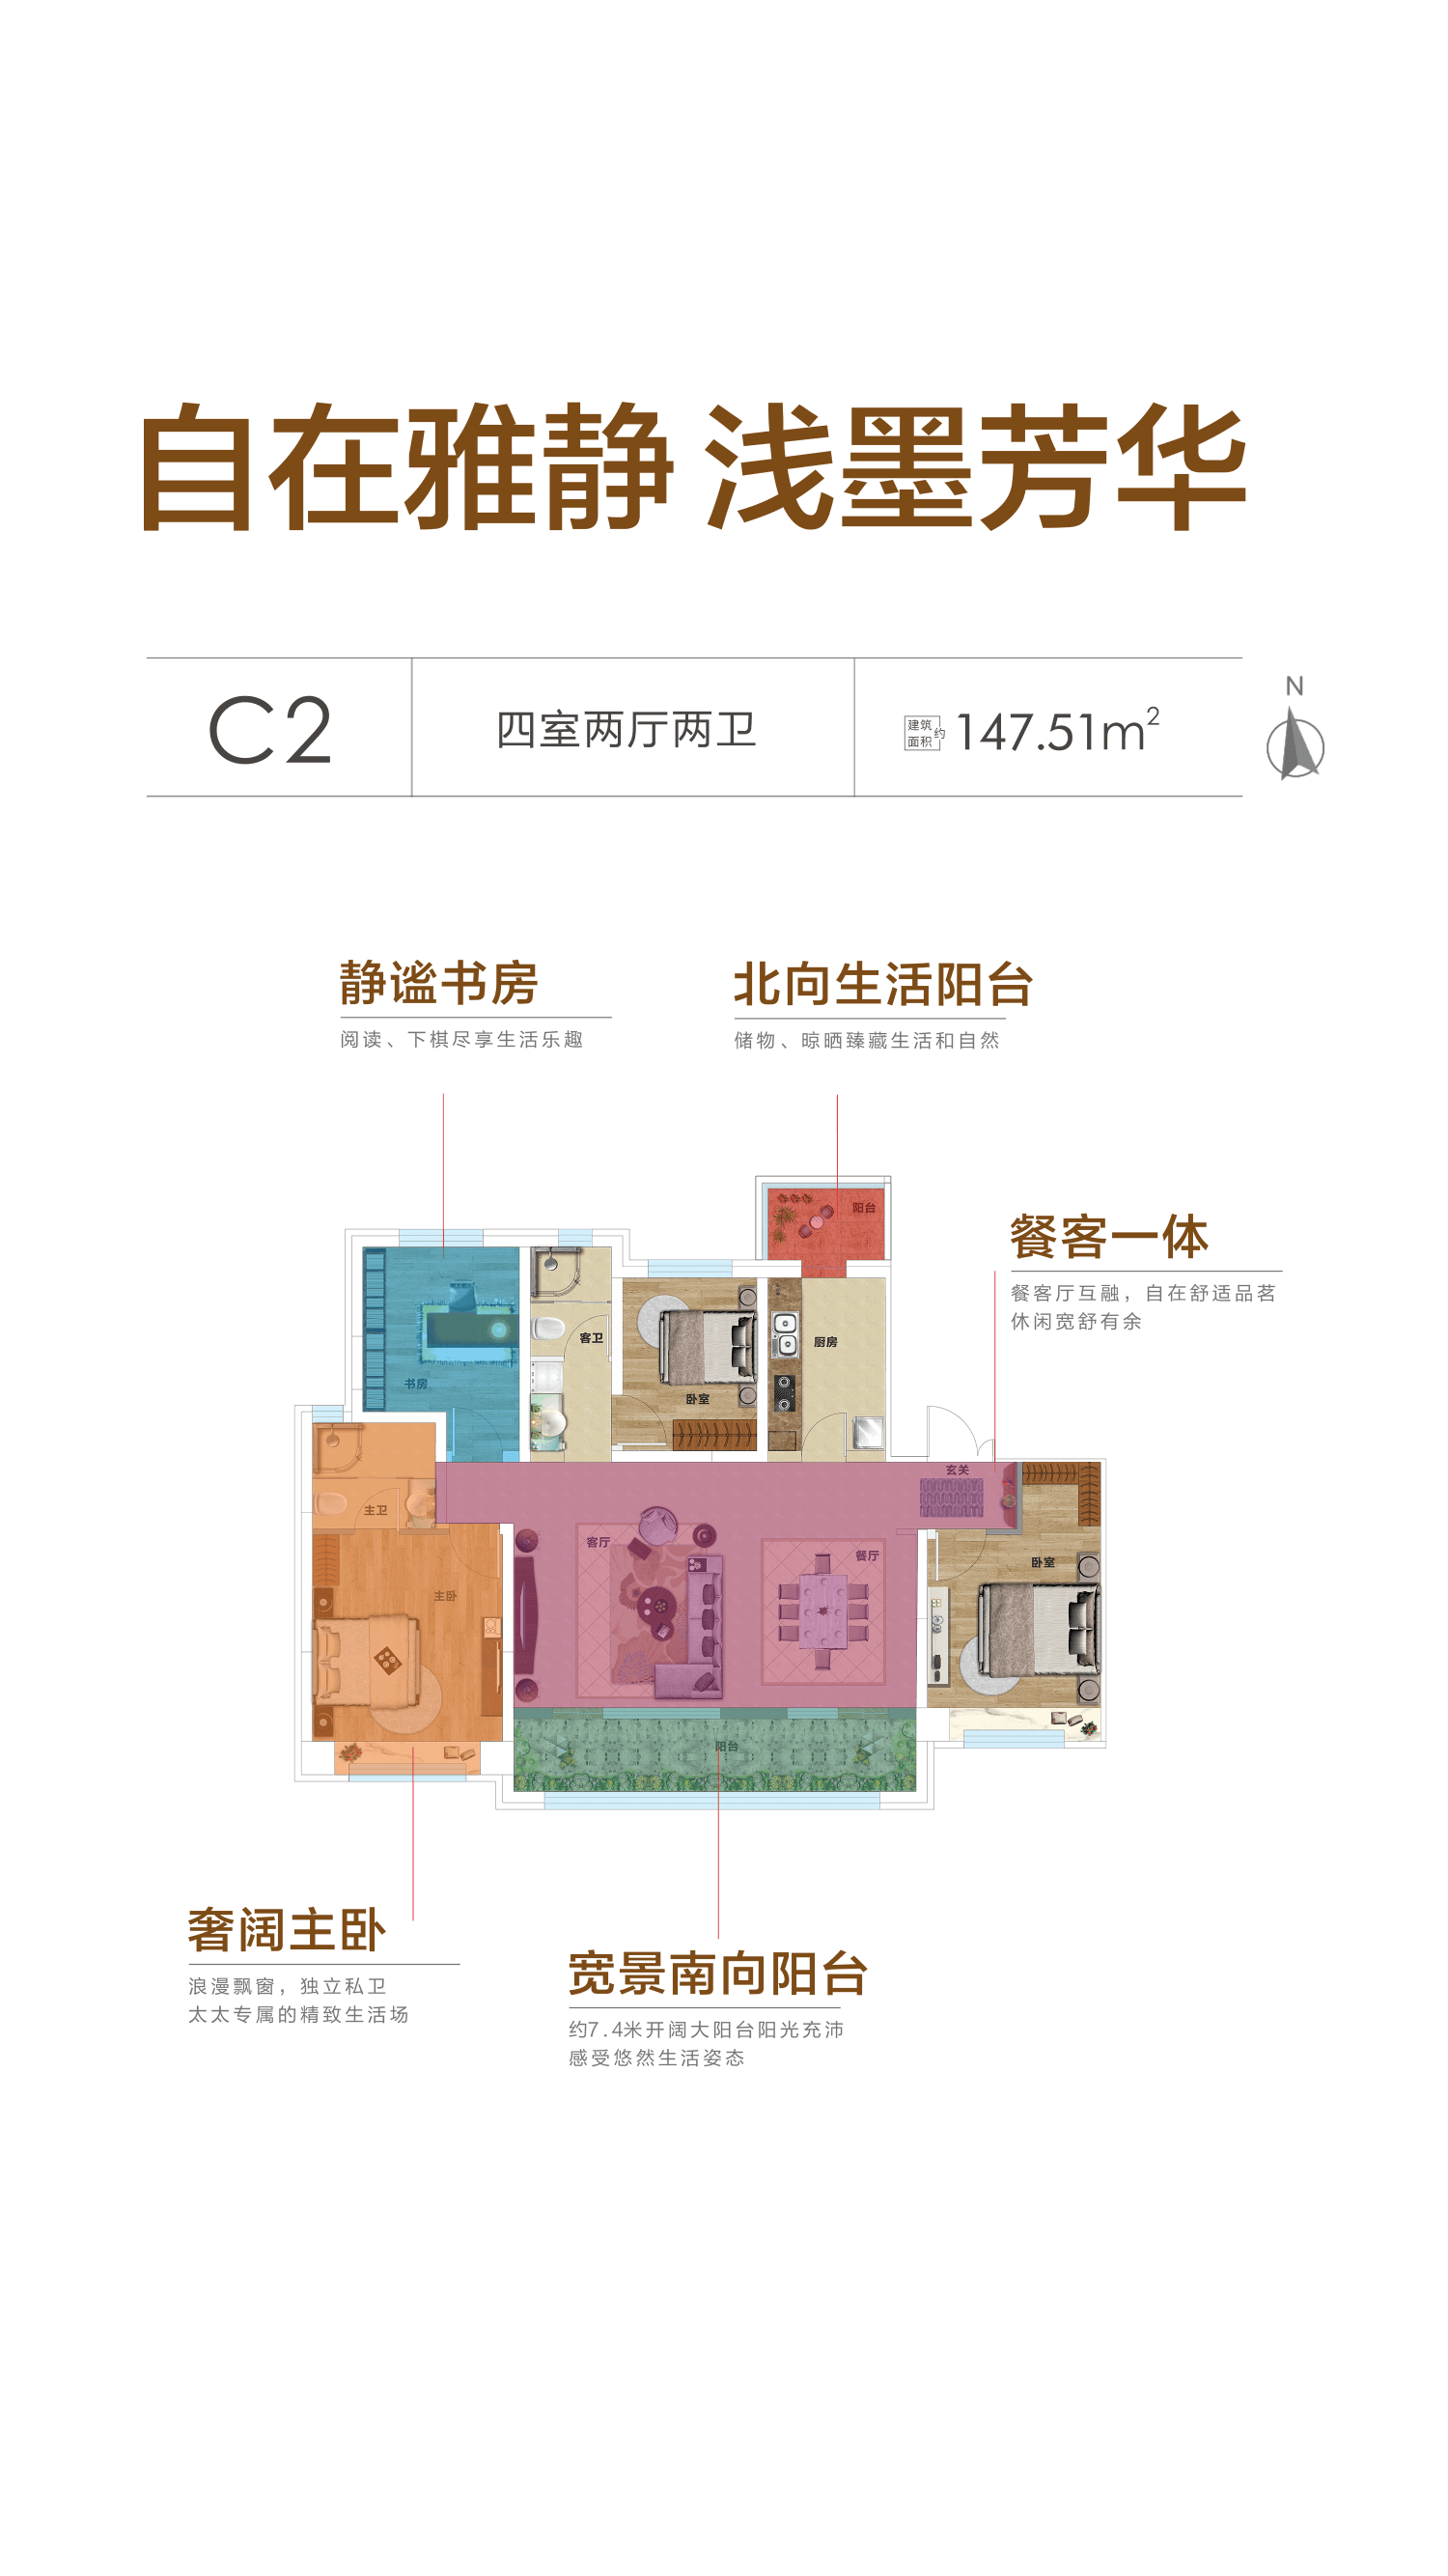 自在雅静 浅墨芳华
C2
四室两厅两卫
建筑面积约 147.51m²
N
静谧书房
阅读、下棋尽享生活乐趣
北向生活阳台
储物、晾晒臻藏生活和自然
餐客一体
餐客厅互融，自在舒适品茗
休闲宽舒有余
阳台
客卫
厨房
书房
卧室
玄关
主卫
客厅
餐厅
卧室
主卧
阳台
奢阔主卧
浪漫飘窗，独立私卫
太太专属的精致生活场
宽景南向阳台
约7.4米开阔大阳台阳光充沛
感受悠然生活姿态